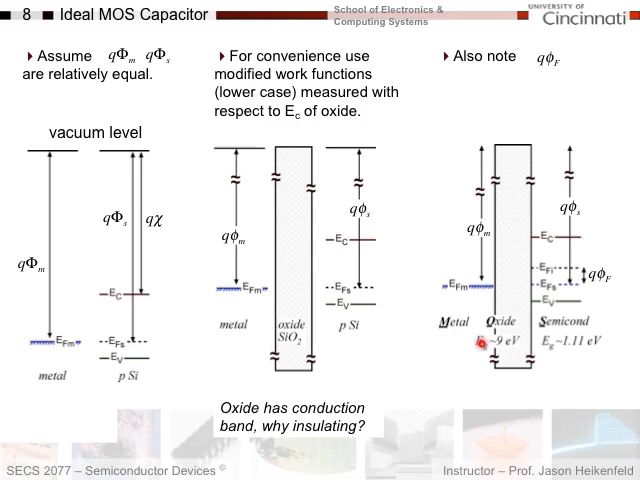 8 Ideal MOS Capacitor
School of Electronics &
Computing Systems
UNIVERSITY OF
Cincinnati
Assume qΦm qΦs
are relatively equal.
For convenience use
modified work functions
(lower case) measured with
respect to Ec of oxide.
Also note qϕF
vacuum level
qΦs qχ
qΦm
EC
EFm EFs
EV
metal p Si
qϕs
qϕm
EC
EFm EFs
EV
metal oxide p Si
SiO2
qϕs
qϕm
EC
EFi
qϕF
EFm EFs
EV
Metal Oxide Semicond
Eg ~9 eV Eg ~1.11 eV
Oxide has conduction
band, why insulating?
SECS 2077 – Semiconductor Devices ©
Instructor – Prof. Jason Heikenfeld